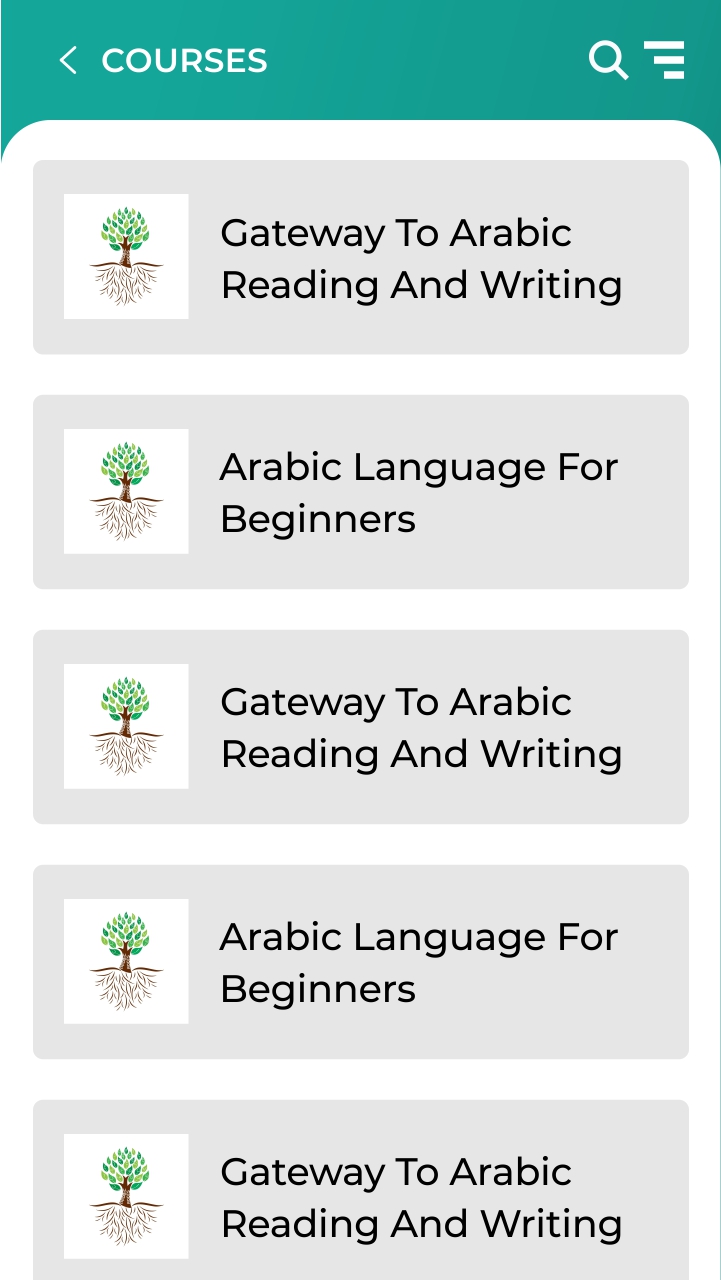 COURSES
Gateway To Arabic
Reading And Writing
Arabic Language For
Beginners
Gateway To Arabic
Reading And Writing
Arabic Language For
Beginners
Gateway To Arabic
Reading And Writing